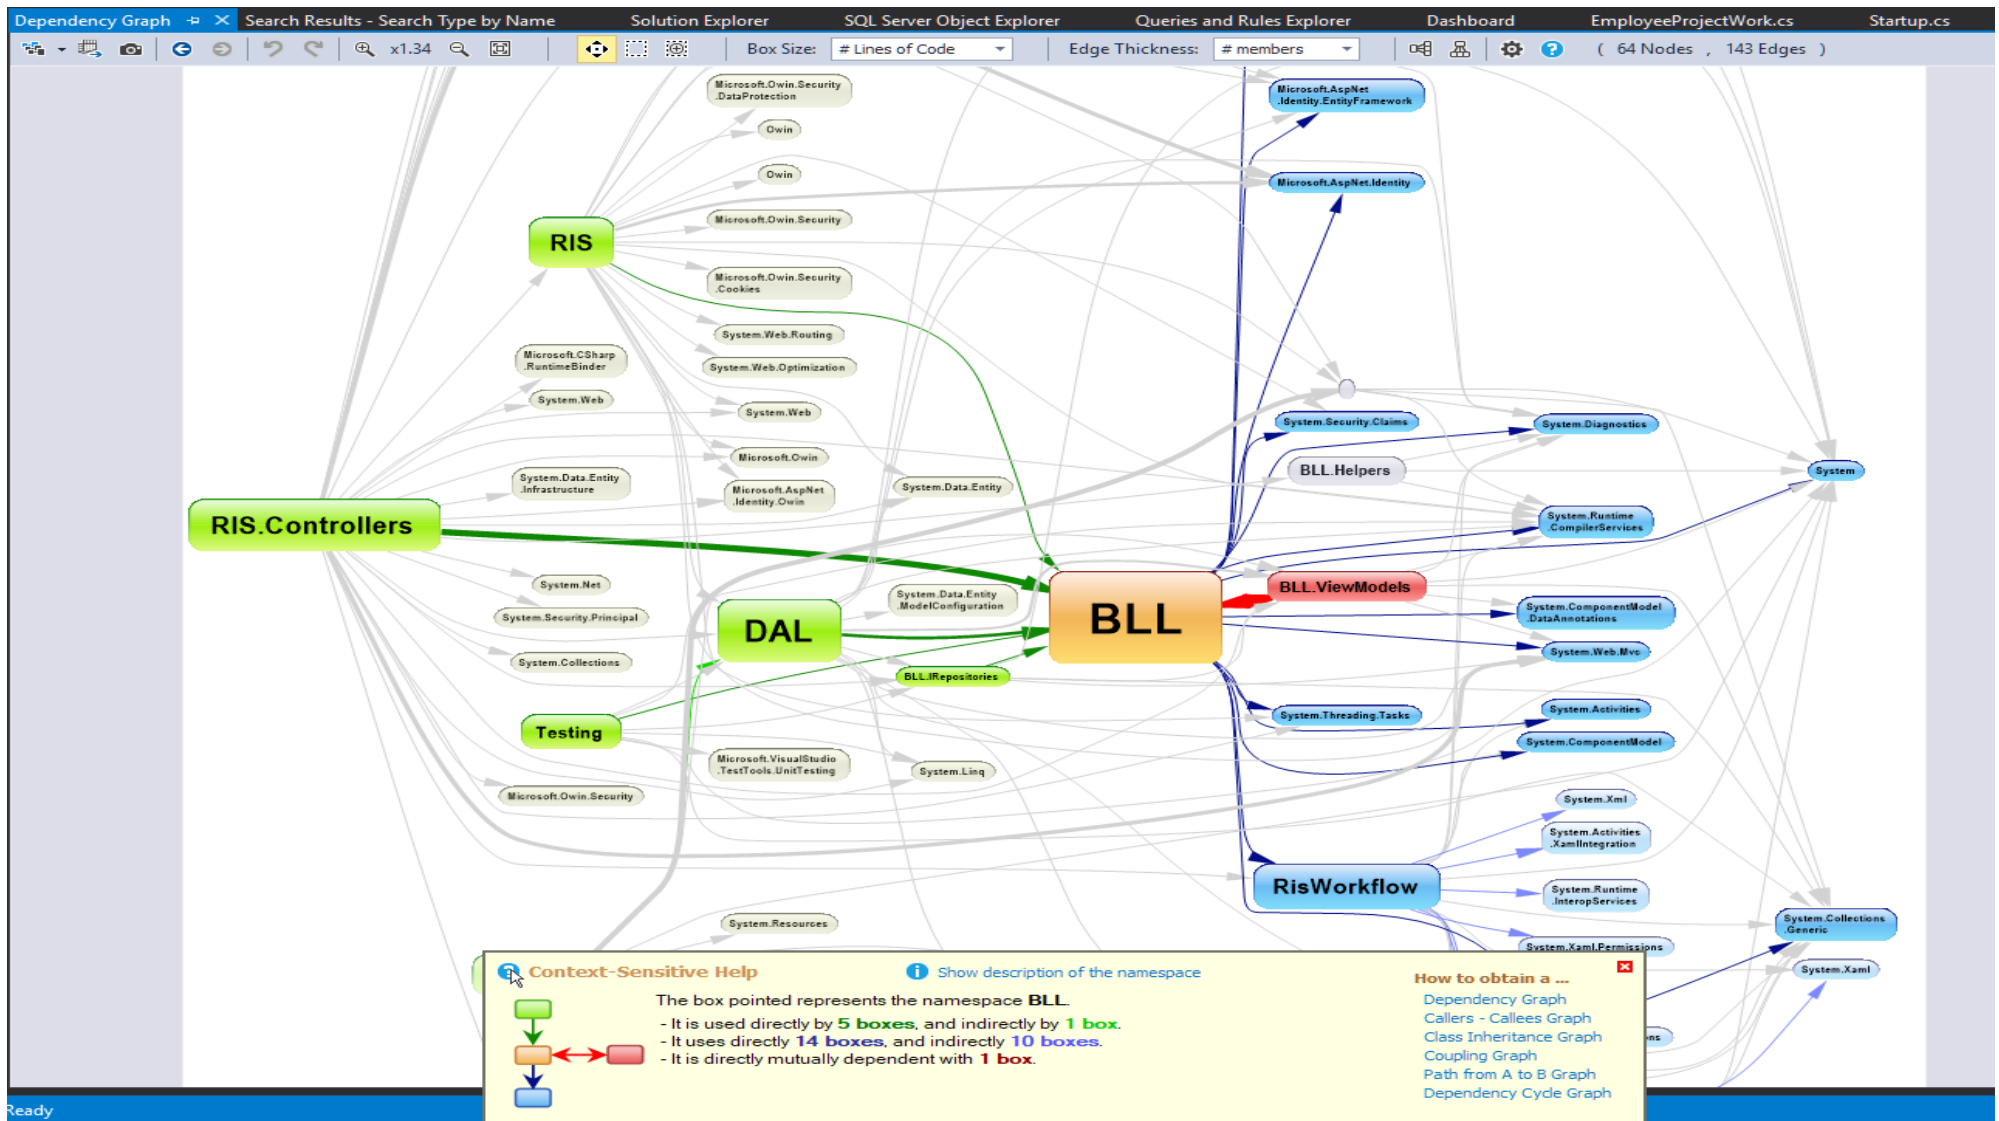 Dependency Graph
Search Results - Search Type by Name
Solution Explorer
SQL Server Object Explorer
Queries and Rules Explorer
Dashboard
EmployeeProjectWork.cs
Startup.cs
x1.34
Box Size:
# Lines of Code
Edge Thickness:
# members
( 64 Nodes , 143 Edges )
Microsoft.Owin.Security
.DataProtection
Owin
Owin
Microsoft.Owin.Security
Microsoft.Owin.Security
.Cookies
System.Web.Routing
System.Web.Optimization
RIS
Microsoft.CSharp
.RuntimeBinder
System.Web
System.Web
Microsoft.Owin
System.Data.Entity
.Infrastructure
Microsoft.AspNet
.Identity.Owin
System.Data.Entity
RIS.Controllers
System.Net
System.Security.Principal
System.Collections
DAL
System.Data.Entity
.ModelConfiguration
BLL.IRepositories
Testing
Microsoft.VisualStudio
.TestTools.UnitTesting
System.Linq
Microsoft.Owin.Security
System.Resources
BLL
Microsoft.AspNet
.Identity.EntityFramework
Microsoft.AspNet.Identity
System.Security.Claims
BLL.Helpers
System.Diagnostics
System
System.Runtime
.CompilerServices
BLL.ViewModels
System.ComponentModel
.DataAnnotations
System.Web.Mvc
System.Threading.Tasks
System.Activities
System.ComponentModel
System.Xml
System.Activities
.XamlIntegration
RisWorkflow
System.Runtime
.InteropServices
System.Collections
.Generic
System.Xaml.Permissions
System.Xaml
ns
Context-Sensitive Help
Show description of the namespace
The box pointed represents the namespace BLL.
- It is used directly by 5 boxes, and indirectly by 1 box.
- It uses directly 14 boxes, and indirectly 10 boxes.
- It is directly mutually dependent with 1 box.
How to obtain a ...
Dependency Graph
Callers - Callees Graph
Class Inheritance Graph
Coupling Graph
Path from A to B Graph
Dependency Cycle Graph
Ready